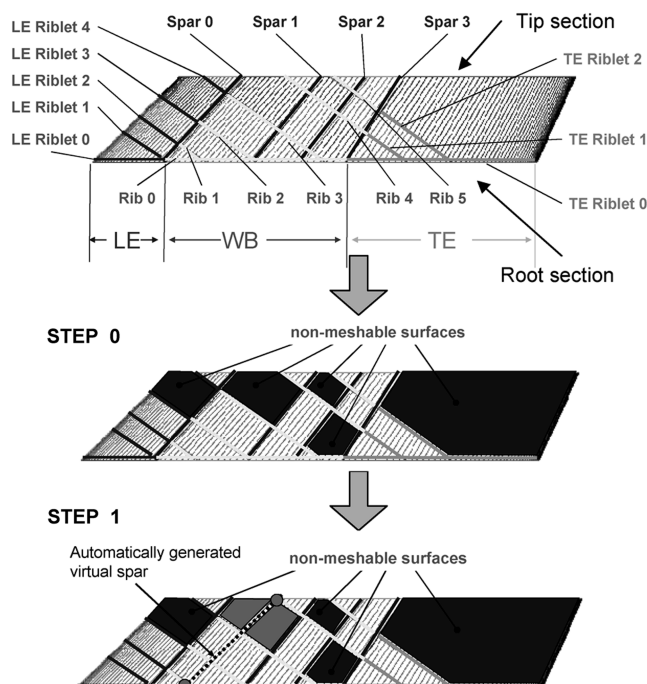 LE Riblet 4
Spar 0
Spar 1
Spar 2
Spar 3
Tip section
LE Riblet 3
TE Riblet 2
LE Riblet 2
LE Riblet 1
LE Riblet 0
TE Riblet 1
Rib 0
Rib 1
Rib 2
Rib 3
Rib 4
Rib 5
TE Riblet 0
LE
WB
TE
Root section
STEP 0
non-meshable surfaces
STEP 1
Automatically generated
virtual spar
non-meshable surfaces